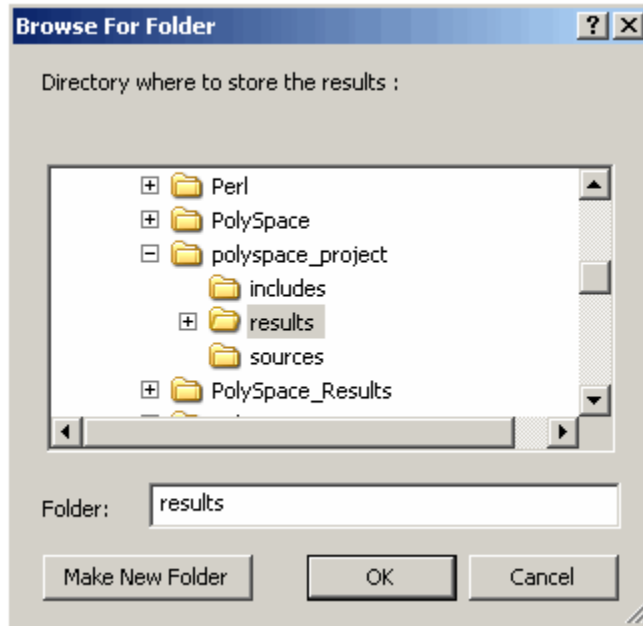 Browse For Folder
Directory where to store the results :
Perl
PolySpace
polyspace_project
includes
results
sources
PolySpace_Results
Folder: results
Make New Folder OK Cancel